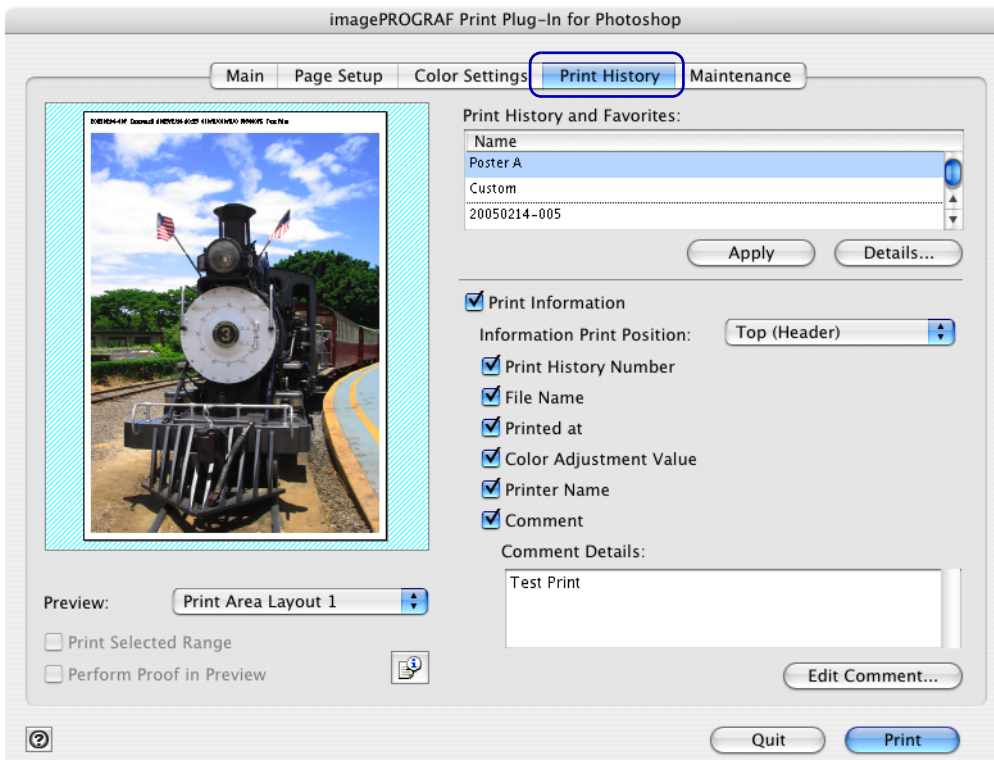 imagePROGRAF Print Plug-In for Photoshop
Main Page Setup Color Settings Print History Maintenance
Print History and Favorites:
Name
Poster A
Custom
20050214-005
Apply Details...
Print Information
Information Print Position: Top (Header)
Print History Number
File Name
Printed at
Color Adjustment Value
Printer Name
Comment
Comment Details:
Test Print
Edit Comment...
3
3
Preview: Print Area Layout 1
Print Selected Range
Perform Proof in Preview
Quit Print